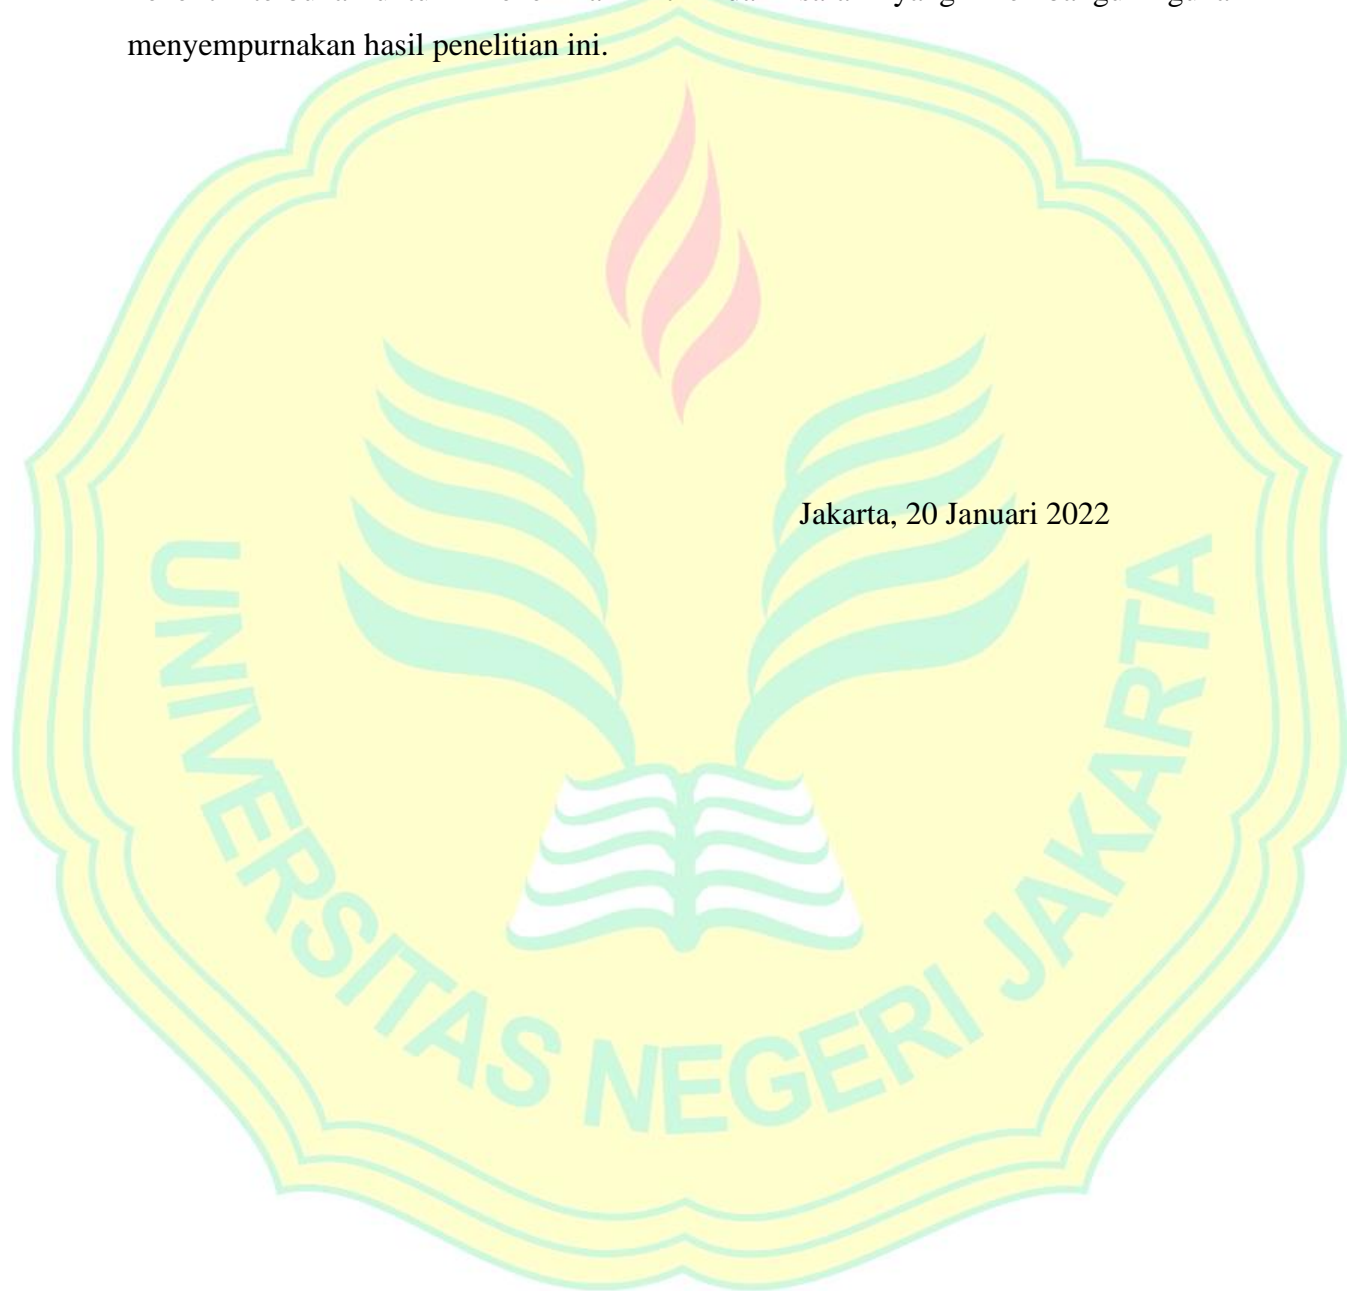 menyempurnakan hasil penelitian ini.
Jakarta, 20 Januari 2022
UNIVERSITAS NEGERI JAKARTA